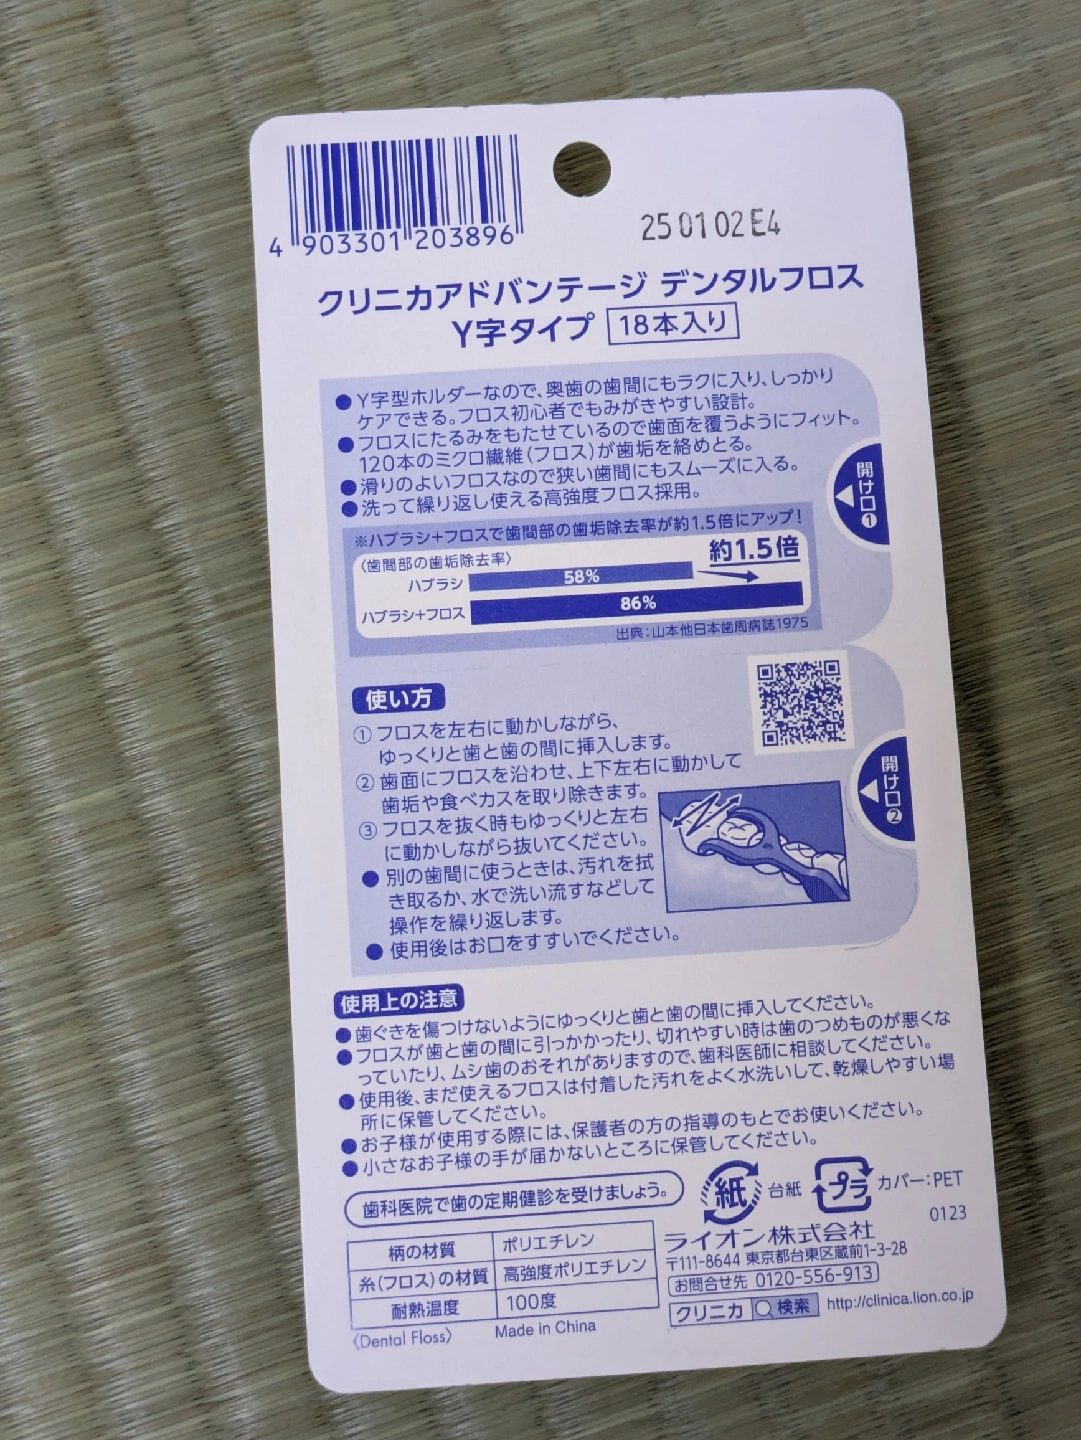 4 903301 203896
25 01 02 E4
クリニカアドバンテージ デンタルフロス
Y字タイプ 18本入り
●Y字型ホルダーなので、奥歯の歯間にもラクに入り、しっかり
ケアできる。フロス初心者でもみがきやすい設計。
●フロスにたるみをもたせているので歯面を覆うようにフィット。
120本のミクロ繊維(フロス)が歯垢を絡めとる。
●滑りのよいフロスなので狭い歯間にもスムーズに入る。
●洗って繰り返し使える高強度フロス採用。
開け口①
※ハブラシ+フロスで歯間部の歯垢除去率が約1.5倍にアップ!
〈歯間部の歯垢除去率〉
約1.5倍
ハブラシ 58%
ハブラシ+フロス 86%
出典:山本他日本歯周病誌1975
使い方
① フロスを左右に動かしながら、
ゆっくりと歯と歯の間に挿入します。
② 歯面にフロスを沿わせ、上下左右に動かして
歯垢や食べカスを取り除きます。
③ フロスを抜く時もゆっくりと左右
に動かしながら抜いてください。
● 別の歯間に使うときは、汚れを拭
き取るか、水で洗い流すなどして
操作を繰り返します。
● 使用後はお口をすすいでください。
開け口②
使用上の注意
●歯ぐきを傷つけないようにゆっくりと歯と歯の間に挿入してください。
●フロスが歯と歯の間に引っかかったり、切れやすい時は歯のつめものが悪くな
っていたり、ムシ歯のおそれがありますので、歯科医師に相談してください。
●使用後、まだ使えるフロスは付着した汚れをよく水洗いして、乾燥しやすい場
所に保管してください。
●お子様が使用する際には、保護者の方の指導のもとでお使いください。
●小さなお子様の手が届かないところに保管してください。
歯科医院で歯の定期健診を受けましょう。
紙 台紙 プラ カバー:PET
0123
柄の材質 ポリエチレン
糸(フロス)の材質 高強度ポリエチレン
耐熱温度 100度
〈Dental Floss〉 Made in China
ライオン株式会社
〒111-8644 東京都台東区蔵前1-3-28
お問合せ先 0120-556-913
クリニカ 検索 http://clinica.lion.co.jp